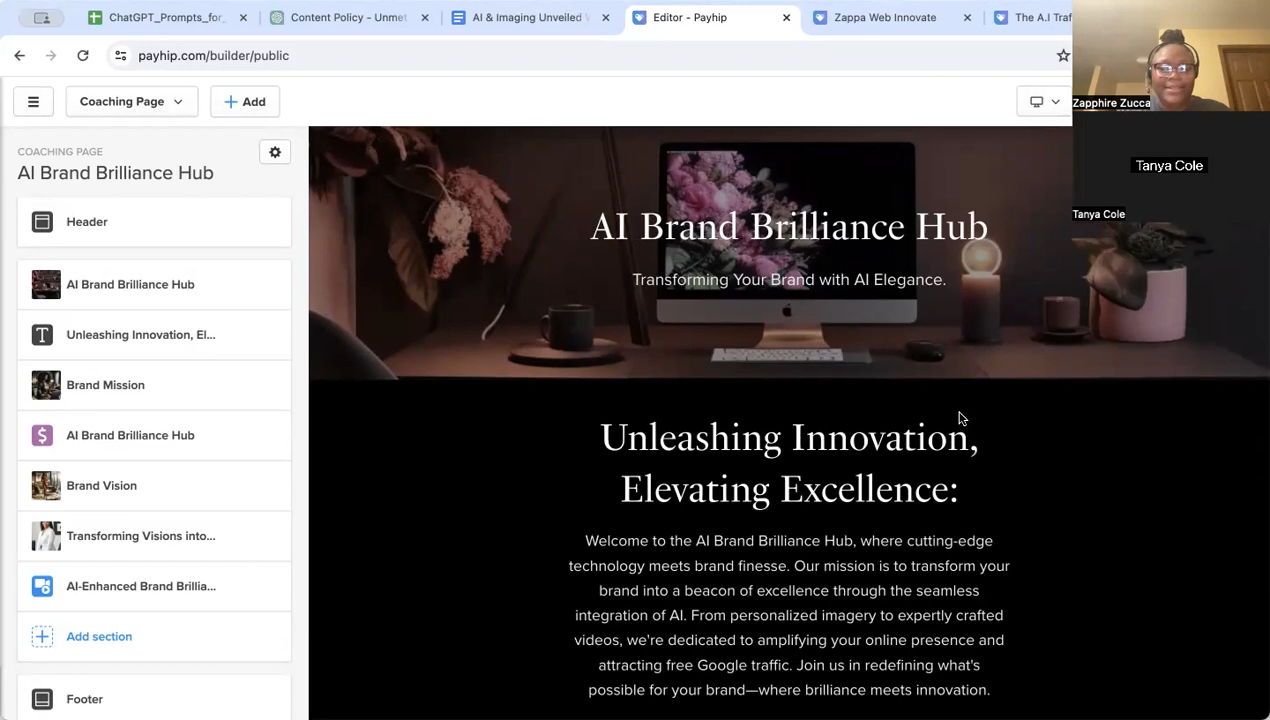 ChatGPT_Prompts_for_
Content Policy - Unmet
AI & Imaging Unveiled W
Editor - Payhip
Zappa Web Innovate
The A.I Traf
payhip.com/builder/public
Zapphire Zucca
Coaching Page
Add
Tanya Cole
Tanya Cole
COACHING PAGE
AI Brand Brilliance Hub
Header
AI Brand Brilliance Hub
Unleashing Innovation, El...
Brand Mission
AI Brand Brilliance Hub
Brand Vision
Transforming Visions into...
AI-Enhanced Brand Brillia...
Add section
Footer
AI Brand Brilliance Hub
Transforming Your Brand with AI Elegance.
Unleashing Innovation,
Elevating Excellence:
Welcome to the AI Brand Brilliance Hub, where cutting-edge
technology meets brand finesse. Our mission is to transform your
brand into a beacon of excellence through the seamless
integration of AI. From personalized imagery to expertly crafted
videos, we're dedicated to amplifying your online presence and
attracting free Google traffic. Join us in redefining what's
possible for your brand—where brilliance meets innovation.